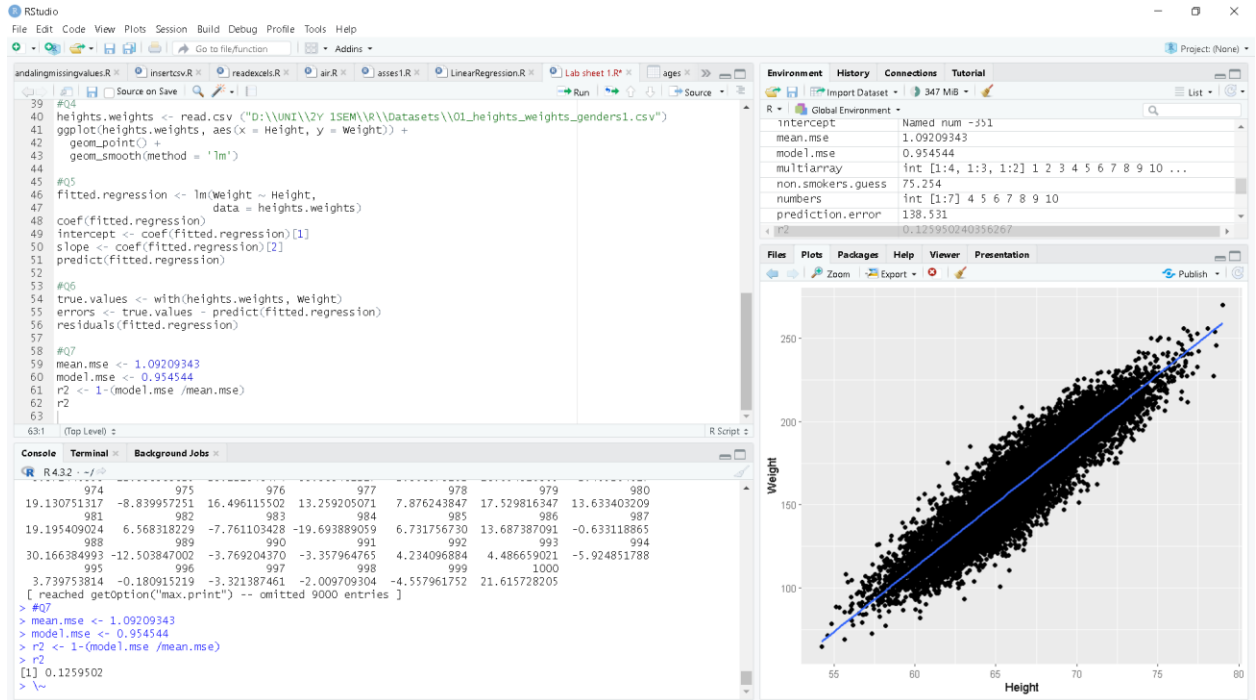 RStudio
File Edit Code View Plots Session Build Debug Profile Tools Help
Go to file/function Addins Project: (None)
andalingmissingvalues.R insertcsv.R readexcels.R air.R asses1.R LinearRegression.R Lab sheet 1.R* ages
Source on Save Run Source
39 #Q4
40 heights.weights <- read.csv ("D:\\UNI\\2Y 1SEM\\R\\Datasets\\01_heights_weights_genders1.csv")
41 ggplot(heights.weights, aes(x = Height, y = Weight)) +
42 geom_point() +
43 geom_smooth(method = 'lm')
44
45 #Q5
46 fitted.regression <- lm(Weight ~ Height,
47 data = heights.weights)
48 coef(fitted.regression)
49 intercept <- coef(fitted.regression)[1]
50 slope <- coef(fitted.regression)[2]
51 predict(fitted.regression)
52
53 #Q6
54 true.values <- with(heights.weights, Weight)
55 errors <- true.values - predict(fitted.regression)
56 residuals(fitted.regression)
57
58 #Q7
59 mean.mse <- 1.09209343
60 model.mse <- 0.954544
61 r2 <- 1-(model.mse /mean.mse)
62 r2
63
63:1 (Top Level) R Script
Console Terminal Background Jobs
R 4.3.2 · ~/
974 975 976 977 978 979 980
19.130751317 -8.839957251 16.496115502 13.259205071 7.876243847 17.529816347 13.633403209
981 982 983 984 985 986 987
19.195409024 6.568318229 -7.761103428 -19.693889059 6.731756730 13.687387091 -0.633118865
988 989 990 991 992 993 994
30.166384993 -12.503847002 -3.769204370 -3.357964765 4.234096884 4.486659021 -5.924851788
995 996 997 998 999 1000
3.739753814 -0.180915219 -3.321387461 -2.009709304 -4.557961752 21.615728205
[ reached getOption("max.print") -- omitted 9000 entries ]
> #Q7
> mean.mse <- 1.09209343
> model.mse <- 0.954544
> r2 <- 1-(model.mse /mean.mse)
> r2
[1] 0.1259502
> \~
Environment History Connections Tutorial
Import Dataset 347 MiB List
R Global Environment
intercept Named num -351
mean.mse 1.09209343
model.mse 0.954544
multiarray int [1:4, 1:3, 1:2] 1 2 3 4 5 6 7 8 9 10 ...
non.smokers.guess 75.254
numbers int [1:7] 4 5 6 7 8 9 10
prediction.error 138.531
r2 0.125950240356267
Files Plots Packages Help Viewer Presentation
Zoom Export Publish
250
200
150
100
Weight
55 60 65 70 75 80
Height